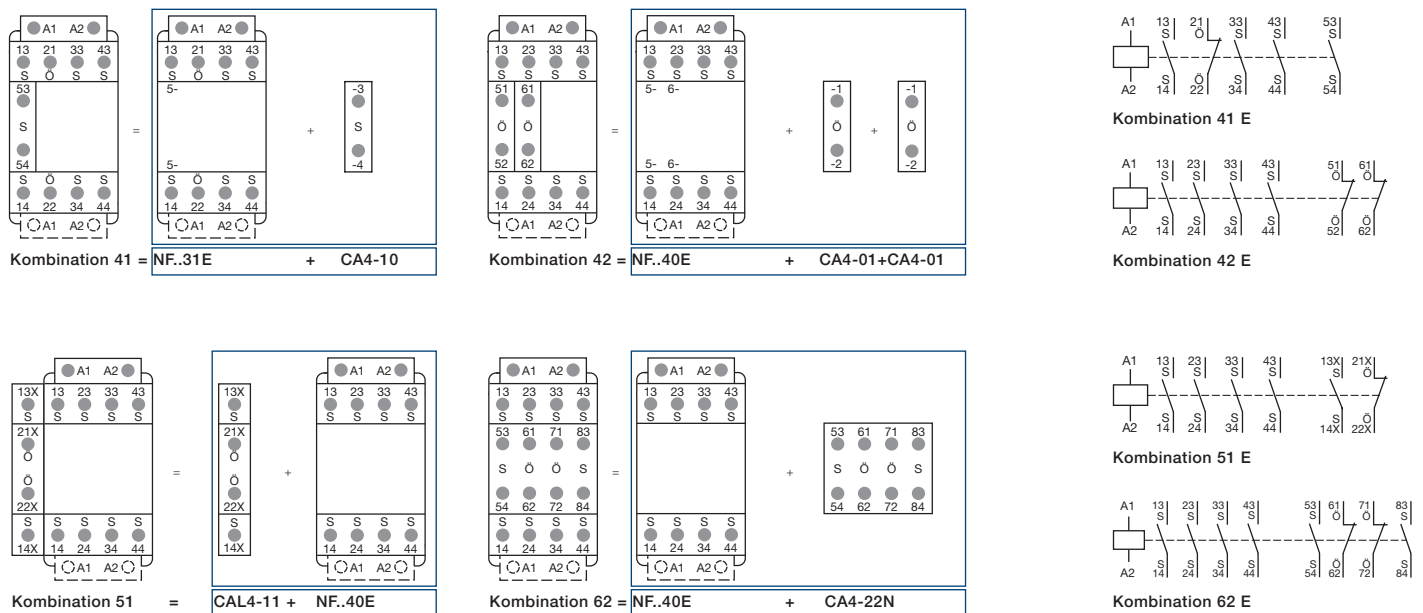 A1 A2
13 21 33 43
S Ö S S
53
S
54
S Ö S S
14 22 34 44
A1 A2
=
A1 A2
13 21 33 43
S Ö S S
5-
5-
S Ö S S
14 22 34 44
A1 A2
+
-3
S
-4
Kombination 41 = NF..31E + CA4-10
A1 A2
13 23 33 43
S S S S
51 61
Ö Ö
52 62
S S S S
14 24 34 44
A1 A2
=
A1 A2
13 23 33 43
S S S S
5- 6-
5- 6-
S S S S
14 24 34 44
A1 A2
+
-1
Ö
-2
+
-1
Ö
-2
Kombination 42 = NF..40E + CA4-01+CA4-01
A1 13 21 33 43 53
S Ö S S S
S Ö S S S
A2 14 22 34 44 54
Kombination 41 E
A1 13 23 33 43 51 61
S S S S Ö Ö
S S S S Ö Ö
A2 14 24 34 44 52 62
Kombination 42 E
A1 A2
13X 13 23 33 43
S S S S S
21X
Ö
Ö
22X
S S S S S
14X 14 24 34 44
A1 A2
=
13X
S
21X
Ö
Ö
22X
S
14X
+
A1 A2
13 23 33 43
S S S S
S S S S
14 24 34 44
A1 A2
Kombination 51 = CAL4-11 + NF..40E
A1 A2
13 23 33 43
S S S S
53 61 71 83
S Ö Ö S
54 62 72 84
S S S S
14 24 34 44
A1 A2
=
A1 A2
13 23 33 43
S S S S
S S S S
14 24 34 44
A1 A2
+
53 61 71 83
S Ö Ö S
54 62 72 84
Kombination 62 = NF..40E + CA4-22N
A1 13 23 33 43 13X 21X
S S S S S Ö
S S S S S Ö
A2 14 24 34 44 14X 22X
Kombination 51 E
A1 13 23 33 43 53 61 71 83
S S S S S Ö Ö S
S S S S S Ö Ö S
A2 14 24 34 44 54 62 72 84
Kombination 62 E